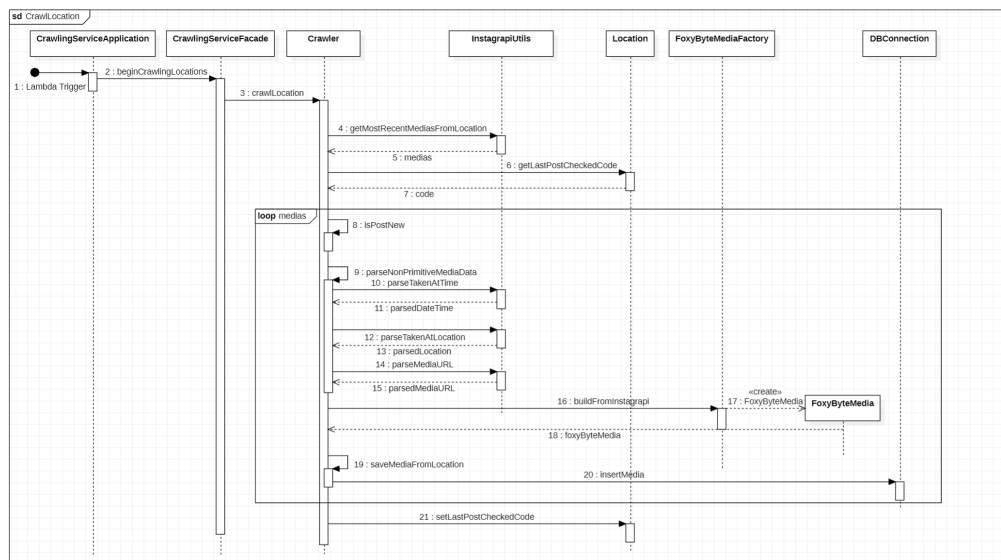 sd CrawlLocation
CrawlingServiceApplication
CrawlingServiceFacade
Crawler
InstagrapiUtils
Location
FoxyByteMediaFactory
DBConnection
1 : Lambda Trigger
2 : beginCrawlingLocations
3 : crawlLocation
4 : getMostRecentMediasFromLocation
5 : medias
6 : getLastPostCheckedCode
7 : code
loop medias
8 : isPostNew
9 : parseNonPrimitiveMediaData
10 : parseTakenAtTime
11 : parsedDateTime
12 : parseTakenAtLocation
13 : parsedLocation
14 : parseMediaURL
15 : parsedMediaURL
16 : buildFromInstagrapi
«create»
17 : FoxyByteMedia
FoxyByteMedia
18 : foxyByteMedia
19 : saveMediaFromLocation
20 : insertMedia
21 : setLastPostCheckedCode